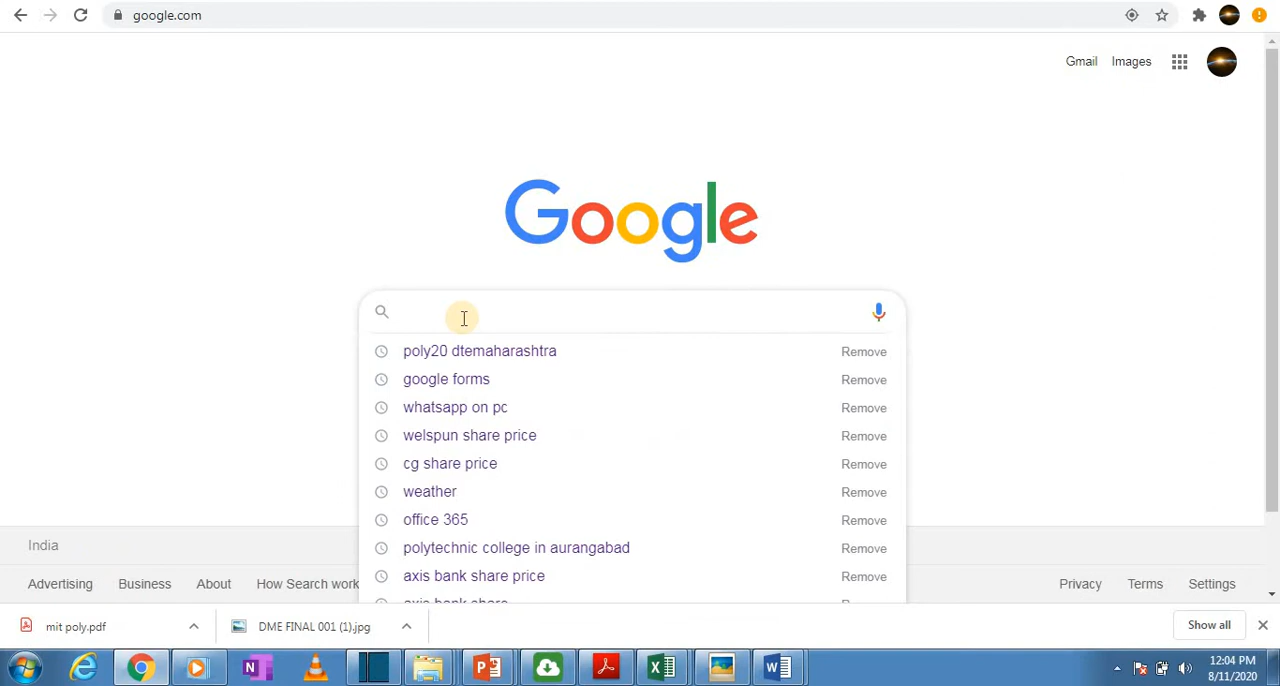 google.com
Gmail Images
Google
poly20 dtemaharashtra Remove
google forms Remove
whatsapp on pc Remove
welspun share price Remove
cg share price Remove
weather Remove
office 365 Remove
polytechnic college in aurangabad Remove
axis bank share price Remove
axis bank share
India
Advertising Business About How Search work Privacy Terms Settings
mit poly.pdf DME FINAL 001 (1).jpg Show all
12:04 PM
8/11/2020